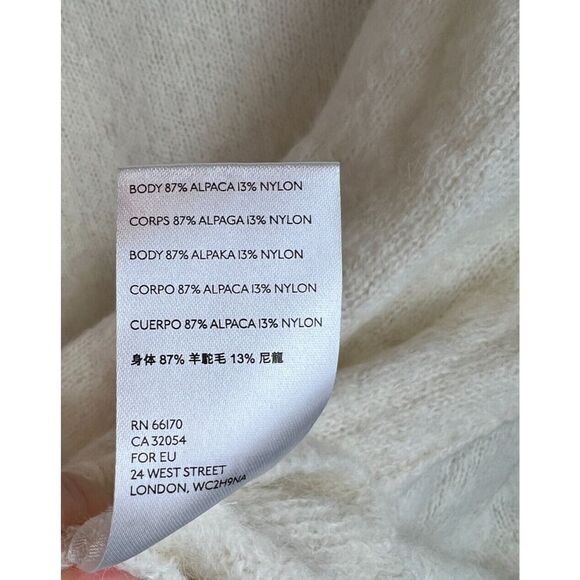 BODY 87% ALPACA 13% NYLON
CORPS 87% ALPAGA 13% NYLON
BODY 87% ALPAKA 13% NYLON
CORPO 87% ALPACA 13% NYLON
CUERPO 87% ALPACA 13% NYLON
身体 87% 羊駝毛 13% 尼龍
RN 66170
CA 32054
FOR EU
24 WEST STREET
LONDON, WC2H9NA